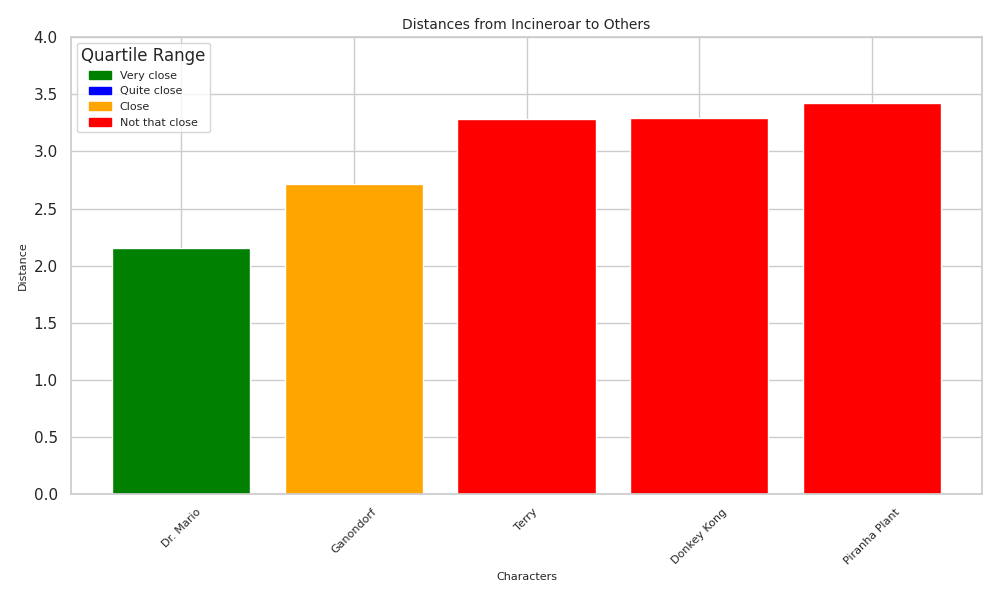 Distances from Incineroar to Others
4.0
3.5
3.0
2.5
2.0
1.5
1.0
0.5
0.0
Distance
Quartile Range
Very close
Quite close
Close
Not that close
Dr. Mario
Ganondorf
Terry
Donkey Kong
Piranha Plant
Characters